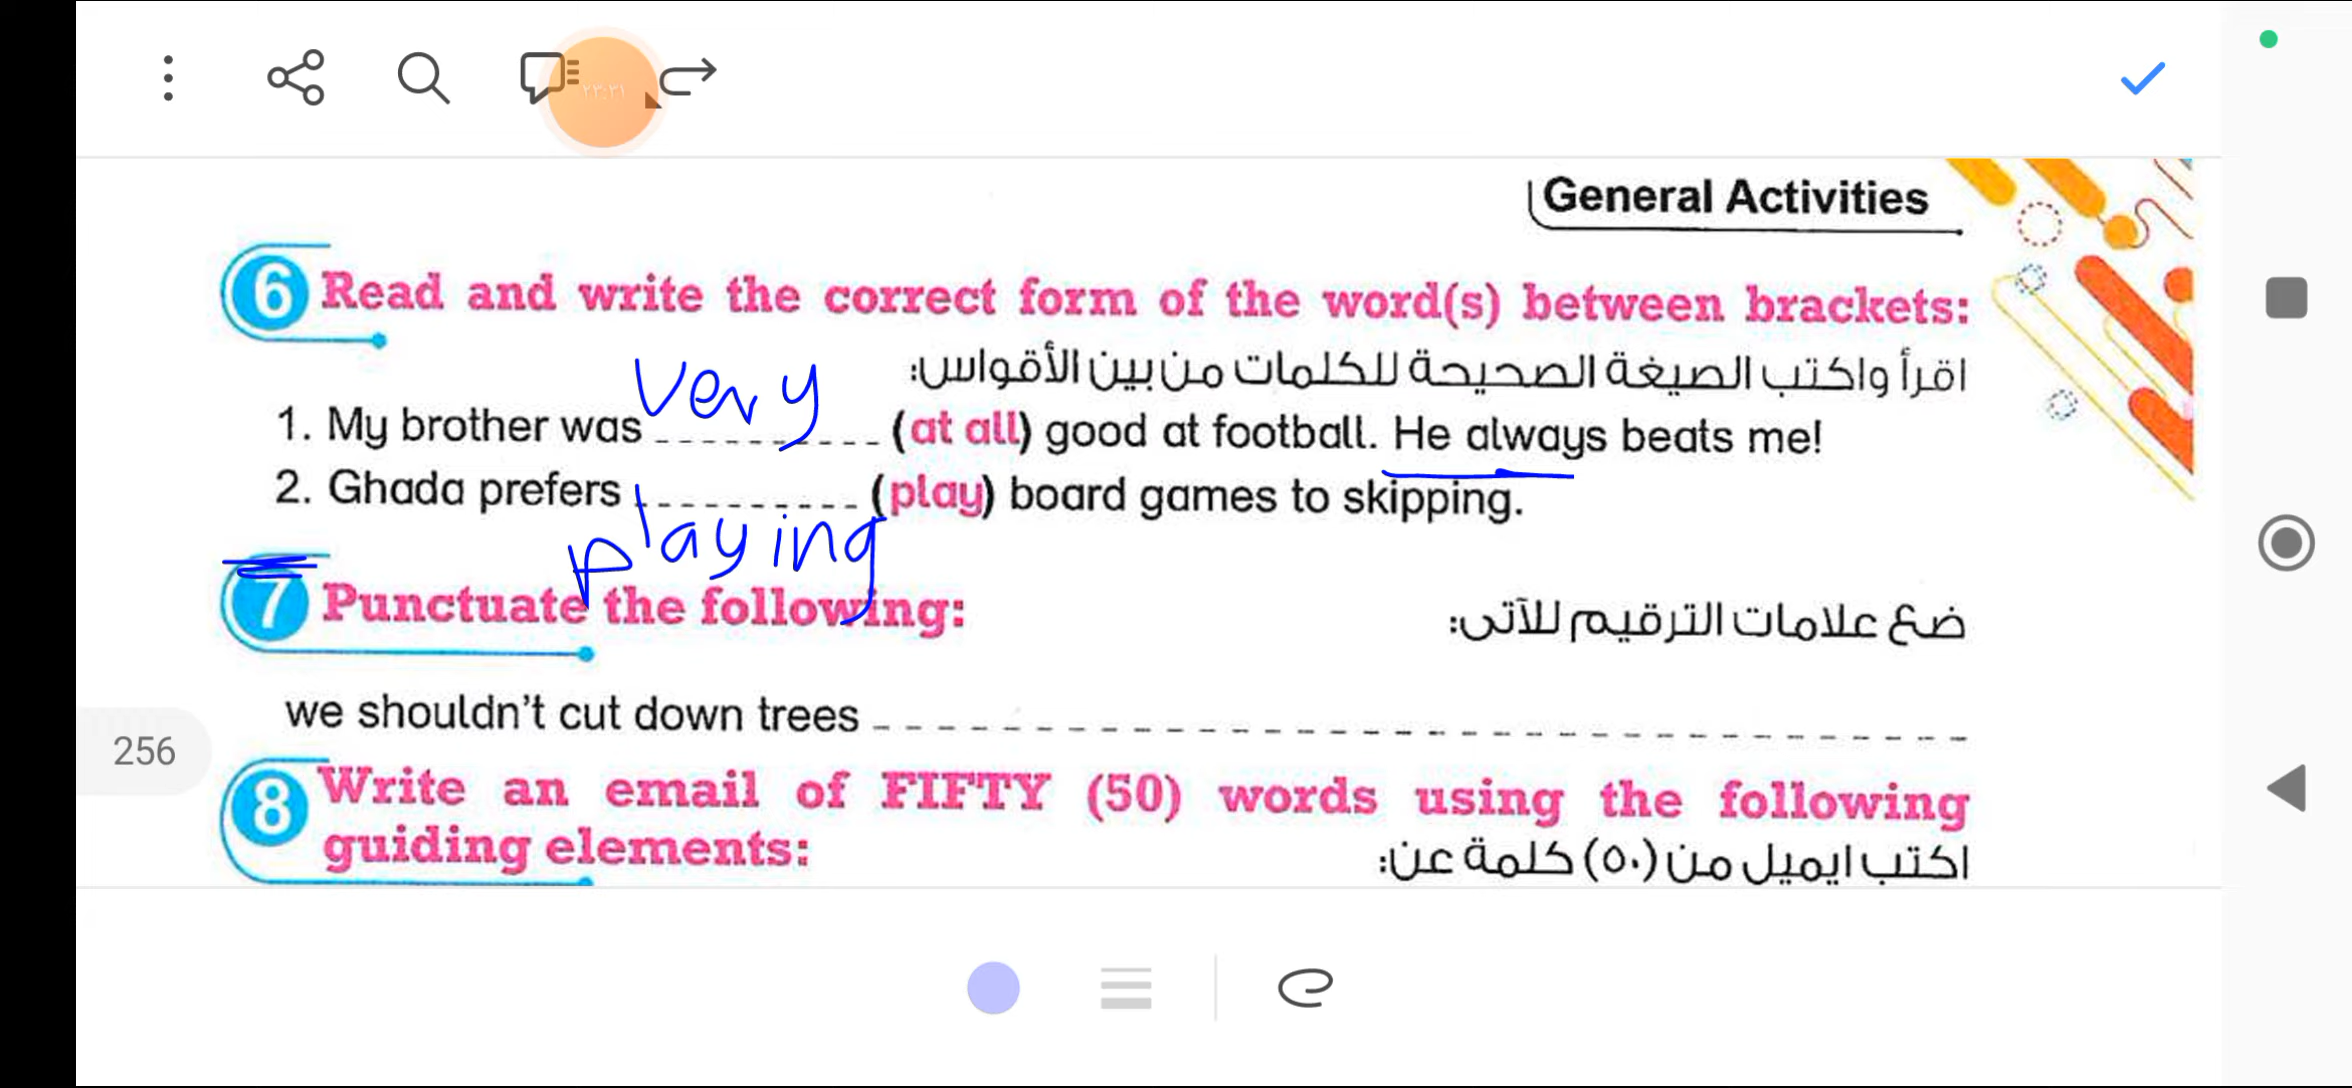 ٢٣:٣١
General Activities
6 Read and write the correct form of the word(s) between brackets:
اقرأ واكتب الصيغة الصحيحة للكلمات من بين الأقواس:
very
1. My brother was ---------- (at all) good at football. He always beats me!
2. Ghada prefers ---------- (play) board games to skipping.
playing
7 Punctuate the following:
ضع علامات الترقيم للآتى:
we shouldn't cut down trees
256
8 Write an email of FIFTY (50) words using the following
guiding elements:
اكتب ايميل من (٥٠) كلمة عن: